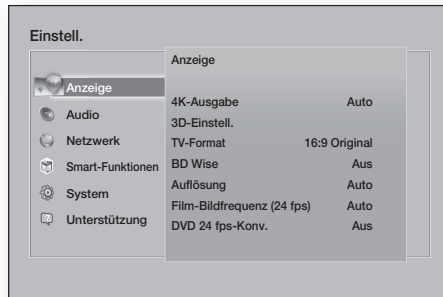 Einstell.
Anzeige
Audio
Netzwerk
Smart-Funktionen
System
Unterstützung
Anzeige
4K-Ausgabe Auto
3D-Einstell.
TV-Format 16:9 Original
BD Wise Aus
Auflösung Auto
Film-Bildfrequenz (24 fps) Auto
DVD 24 fps-Konv. Aus